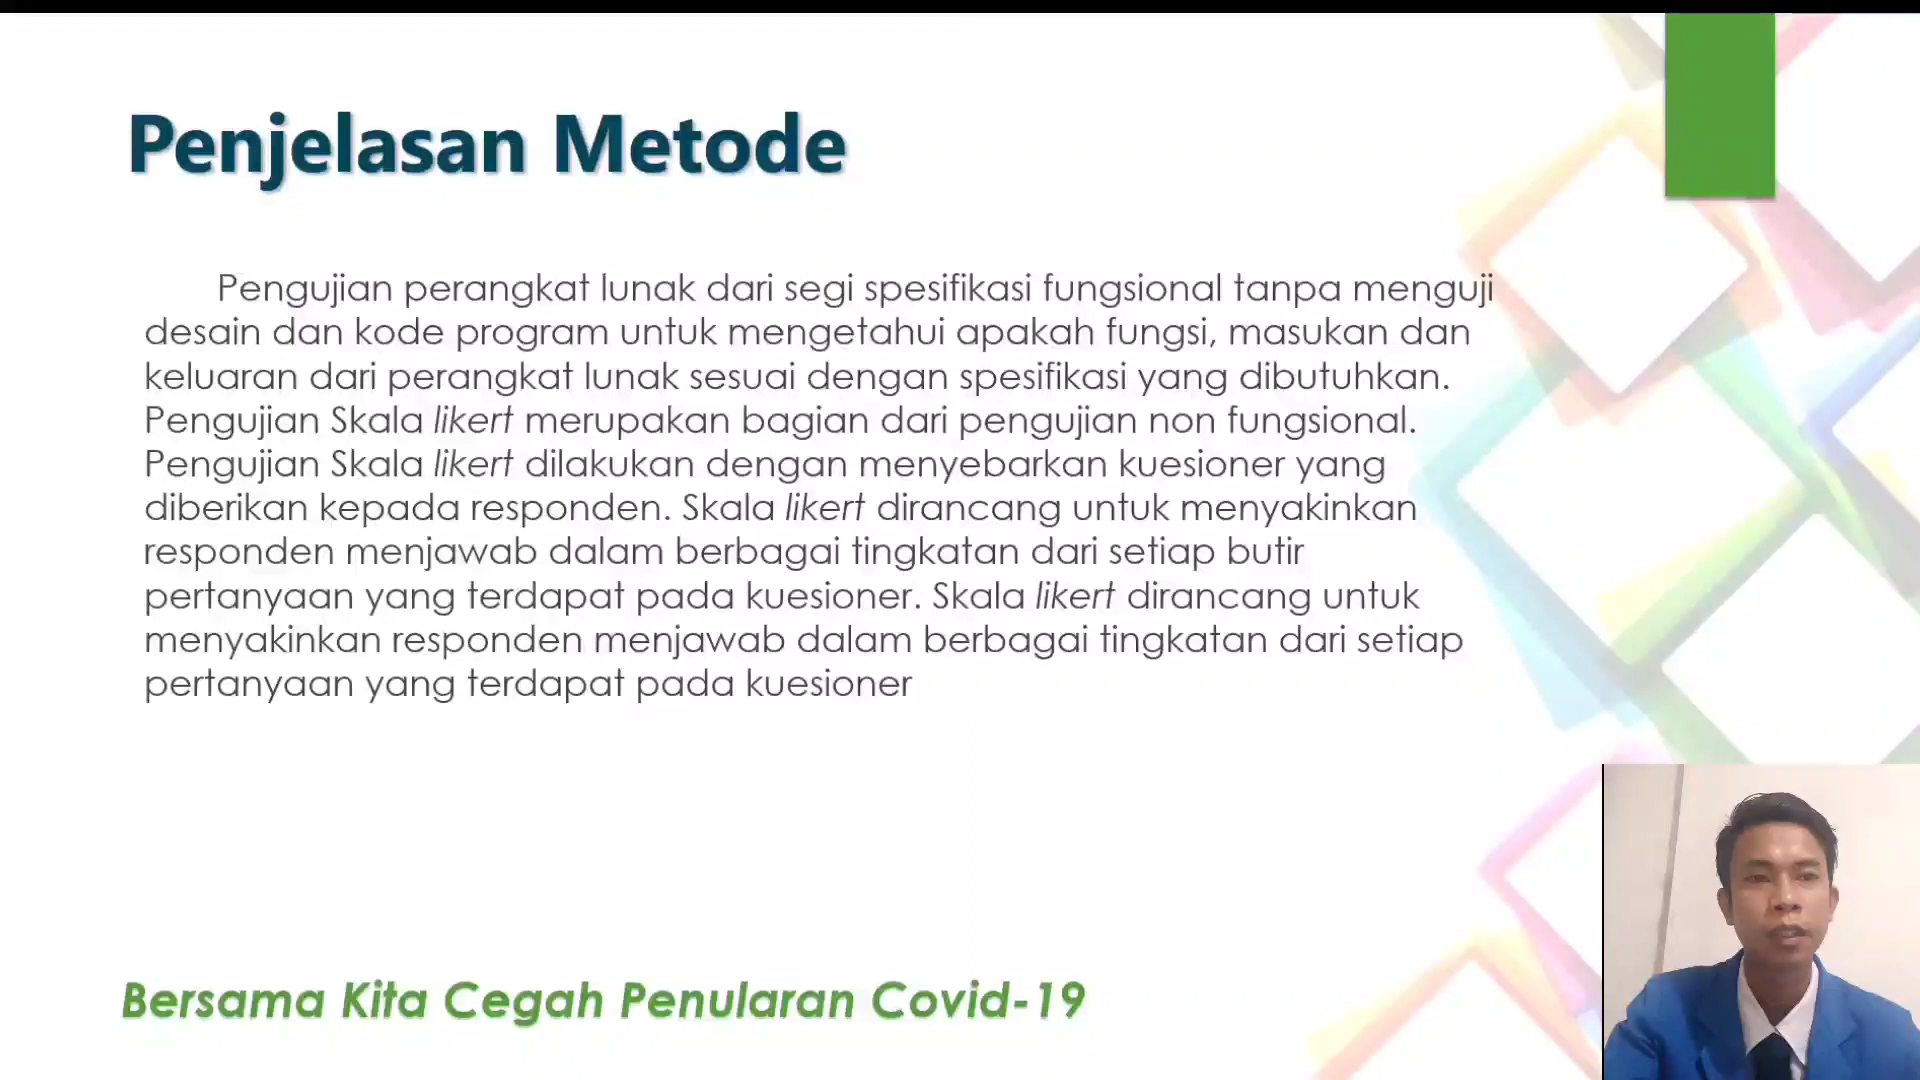 Penjelasan Metode
Pengujian perangkat lunak dari segi spesifikasi fungsional tanpa menguji
desain dan kode program untuk mengetahui apakah fungsi, masukan dan
keluaran dari perangkat lunak sesuai dengan spesifikasi yang dibutuhkan.
Pengujian Skala likert merupakan bagian dari pengujian non fungsional.
Pengujian Skala likert dilakukan dengan menyebarkan kuesioner yang
diberikan kepada responden. Skala likert dirancang untuk menyakinkan
responden menjawab dalam berbagai tingkatan dari setiap butir
pertanyaan yang terdapat pada kuesioner. Skala likert dirancang untuk
menyakinkan responden menjawab dalam berbagai tingkatan dari setiap
pertanyaan yang terdapat pada kuesioner
Bersama Kita Cegah Penularan Covid-19